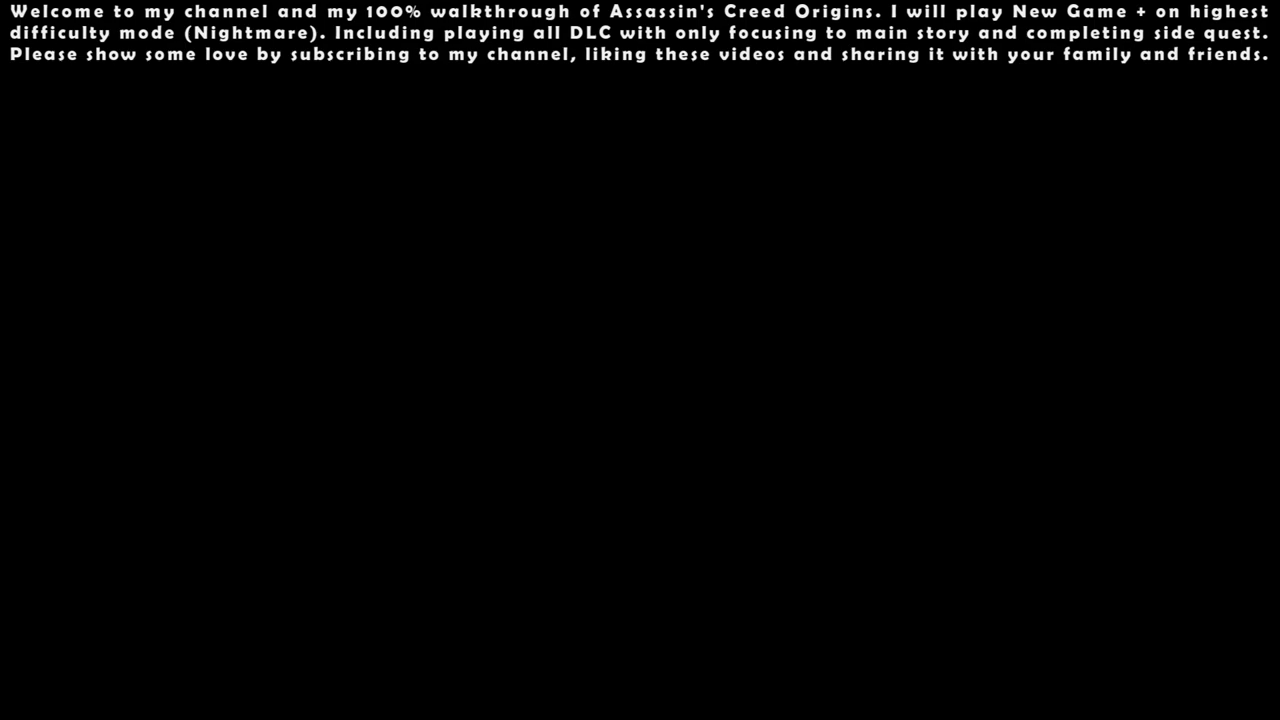 Welcome to my channel and my 100% walkthrough of Assassin's Creed Origins. I will play New Game + on highest
difficulty mode (Nightmare). Including playing all DLC with only focusing to main story and completing side quest.
Please show some love by subscribing to my channel, liking these videos and sharing it with your family and friends.